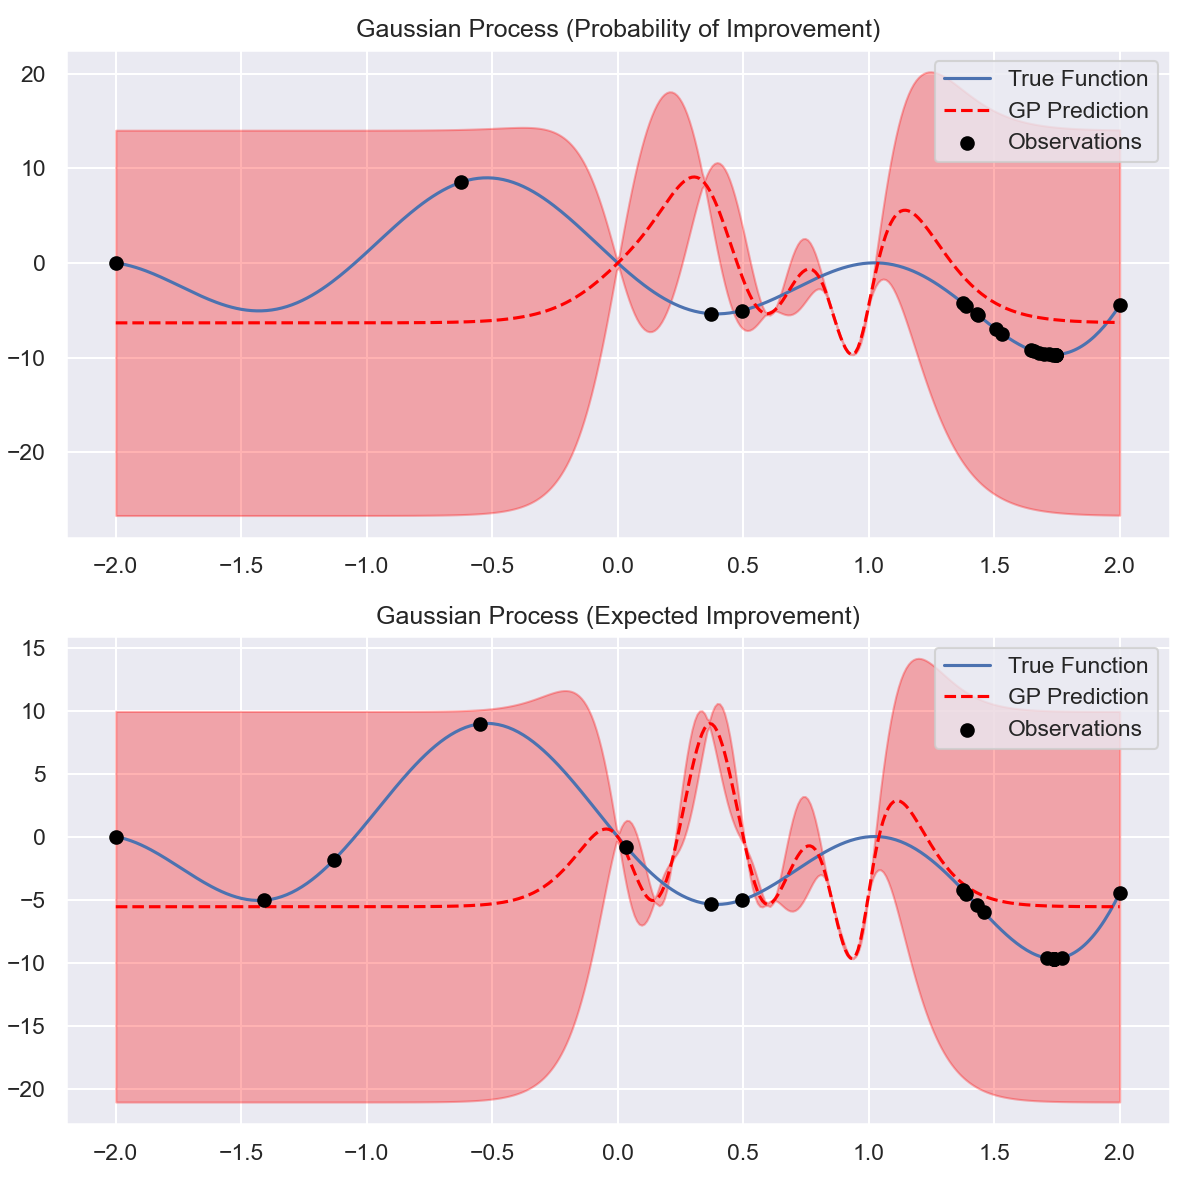 Gaussian Process (Probability of Improvement)
True Function
GP Prediction
Observations
20
10
0
−10
−20
−2.0 −1.5 −1.0 −0.5 0.0 0.5 1.0 1.5 2.0
Gaussian Process (Expected Improvement)
True Function
GP Prediction
Observations
15
10
5
0
−5
−10
−15
−20
−2.0 −1.5 −1.0 −0.5 0.0 0.5 1.0 1.5 2.0